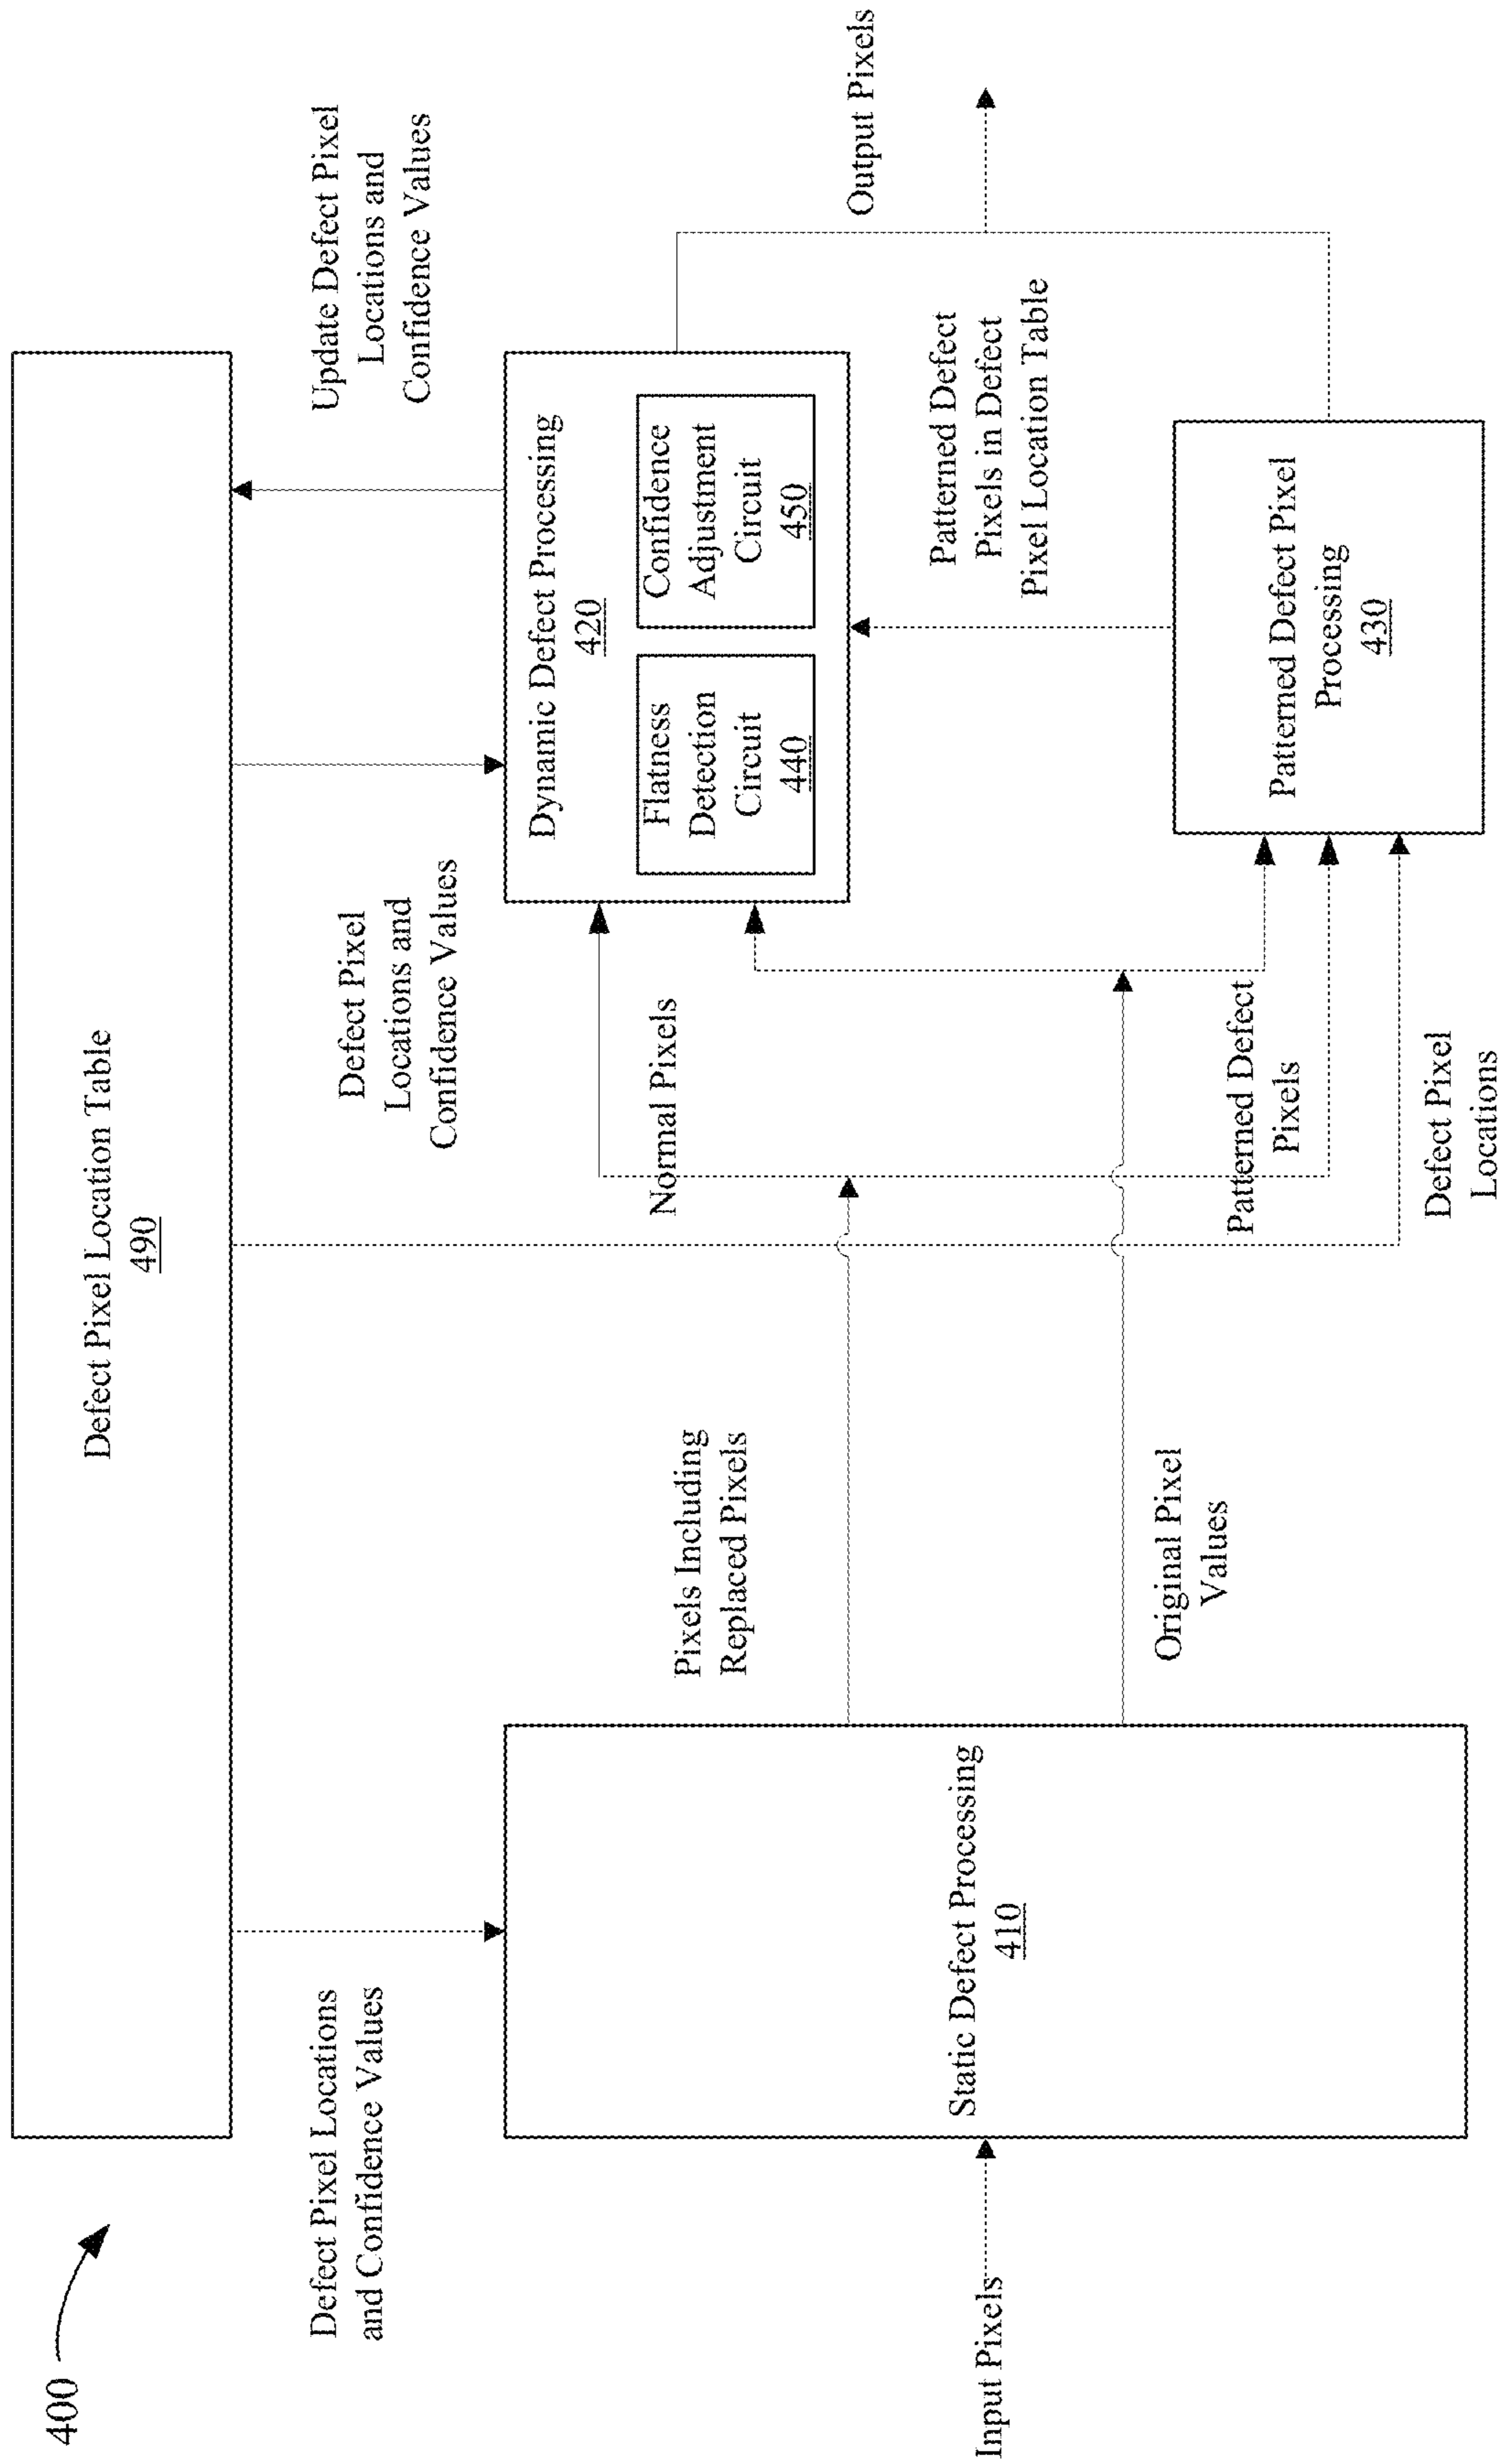 400
Defect Pixel Location Table
490
Defect Pixel Locations
and Confidence Values
Defect Pixel
Locations and
Confidence Values
Update Defect Pixel
Locations and
Confidence Values
Input Pixels
Static Defect Processing
410
Pixels Including
Replaced Pixels
Original Pixel
Values
Normal Pixels
Patterned Defect
Pixels
Defect Pixel
Locations
Dynamic Defect Processing
420
Flatness
Detection
Circuit
440
Confidence
Adjustment
Circuit
450
Patterned Defect
Pixels in Defect
Pixel Location Table
Patterned Defect Pixel
Processing
430
Output Pixels